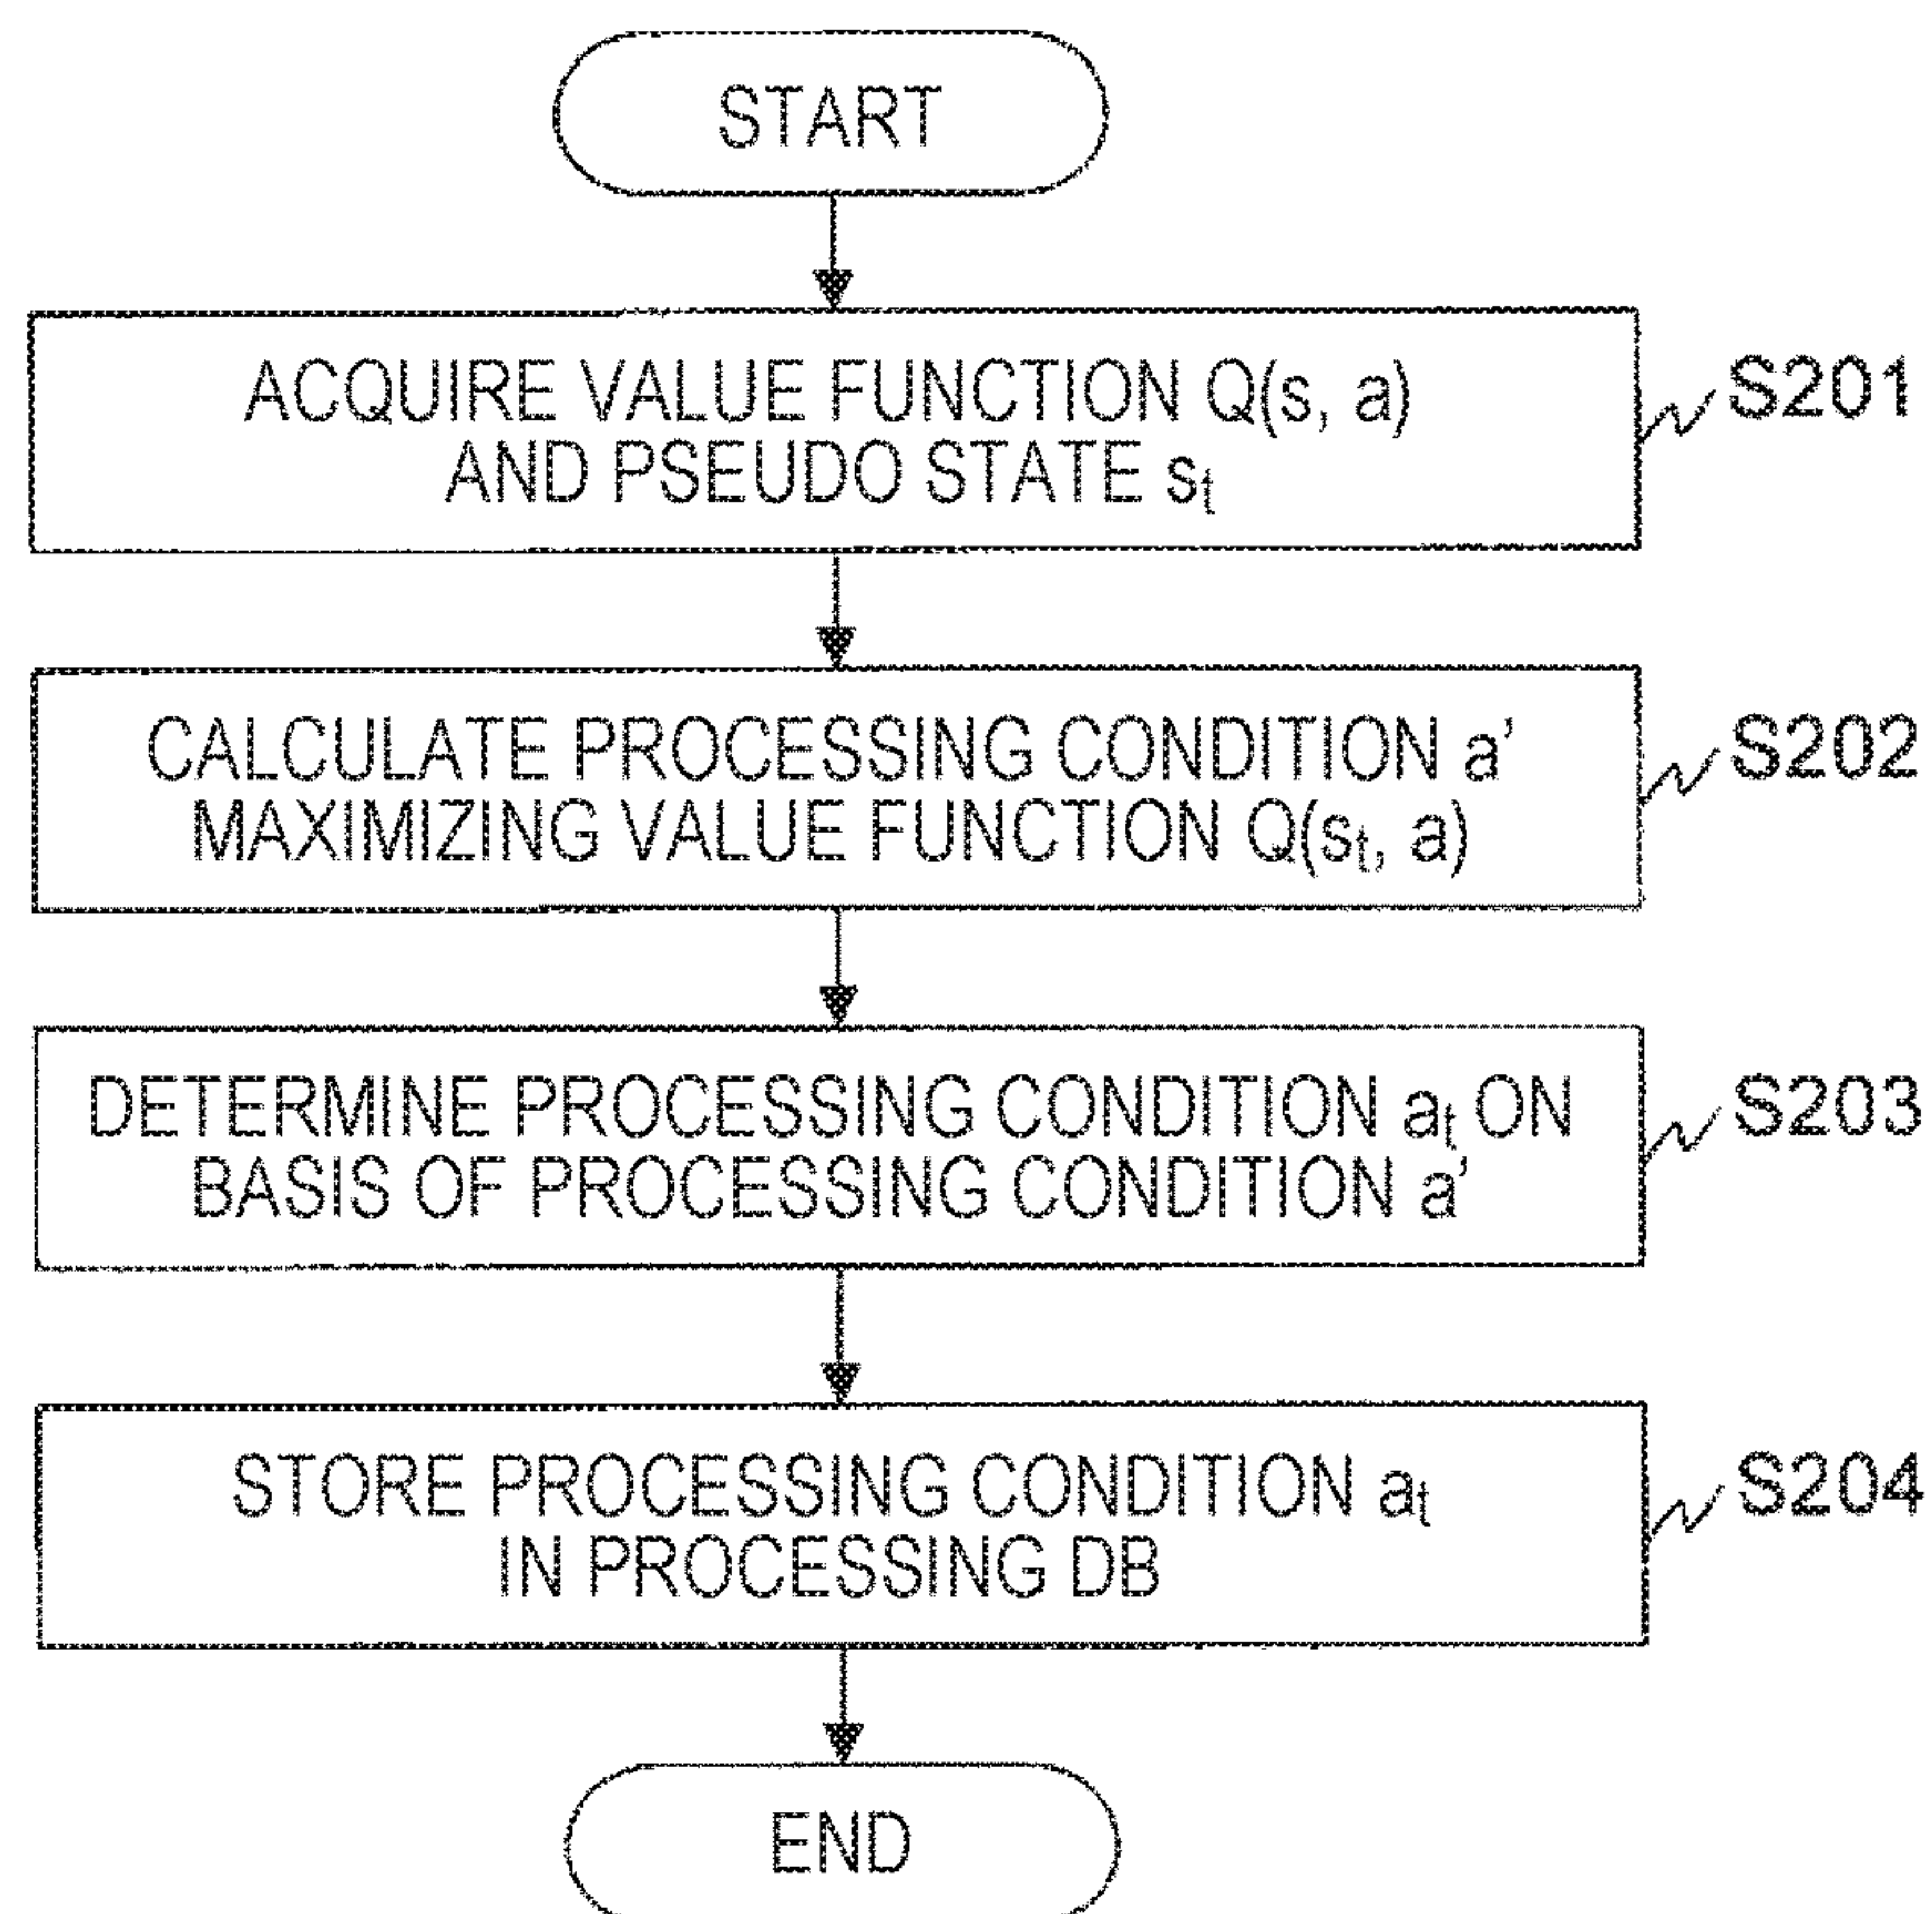 START
ACQUIRE VALUE FUNCTION Q(s, a)
AND PSEUDO STATE sₜ
S201
CALCULATE PROCESSING CONDITION a’
MAXIMIZING VALUE FUNCTION Q(sₜ, a)
S202
DETERMINE PROCESSING CONDITION aₜ ON
BASIS OF PROCESSING CONDITION a’
S203
STORE PROCESSING CONDITION aₜ
IN PROCESSING DB
S204
END